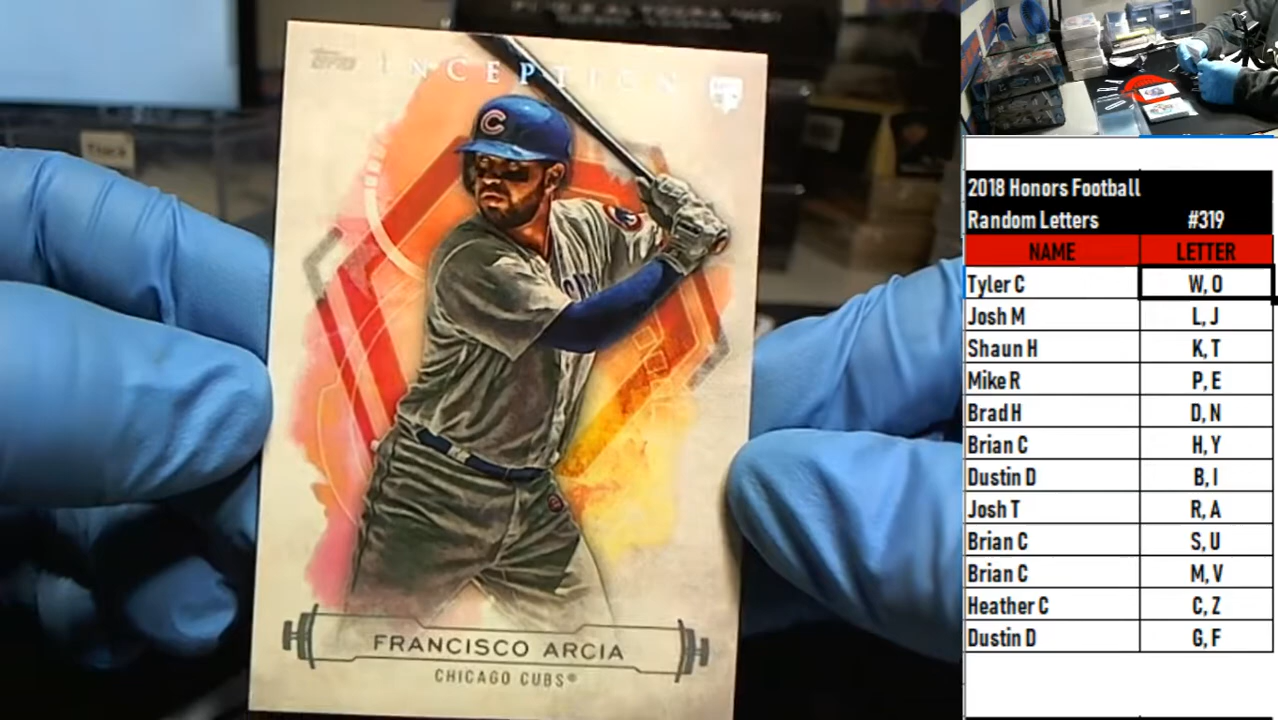 topps
INCEPTION
C
FRANCISCO ARCIA
CHICAGO CUBS®
2018 Honors Football
Random Letters #319
NAME LETTER
Tyler C W, O
Josh M L, J
Shaun H K, T
Mike R P, E
Brad H D, N
Brian C H, Y
Dustin D B, I
Josh T R, A
Brian C S, U
Brian C M, V
Heather C C, Z
Dustin D G, F